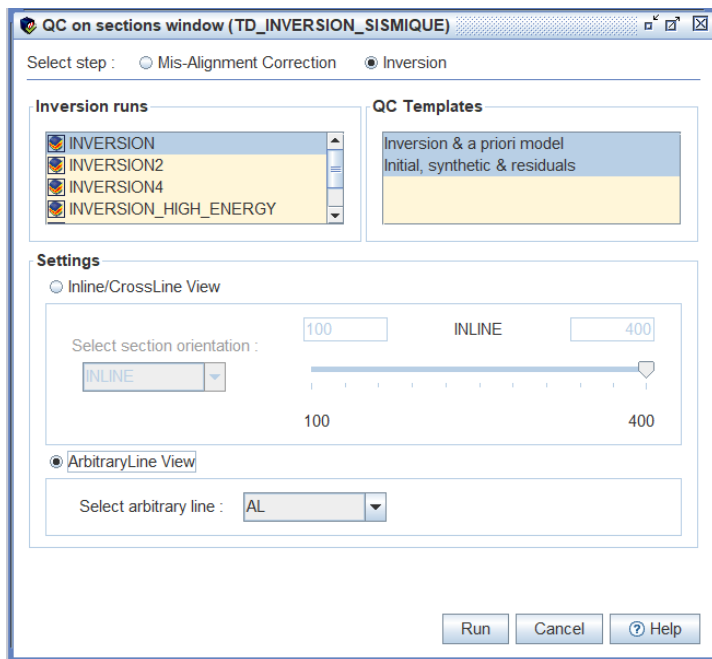 QC on sections window (TD_INVERSION_SISMIQUE)
Select step : Mis-Alignment Correction Inversion
Inversion runs QC Templates
INVERSION Inversion & a priori model
INVERSION2 Initial, synthetic & residuals
INVERSION4
INVERSION_HIGH_ENERGY
Settings
Inline/CrossLine View
100 INLINE 400
Select section orientation :
INLINE
100 400
ArbitraryLine View
Select arbitrary line : AL
Run Cancel ? Help